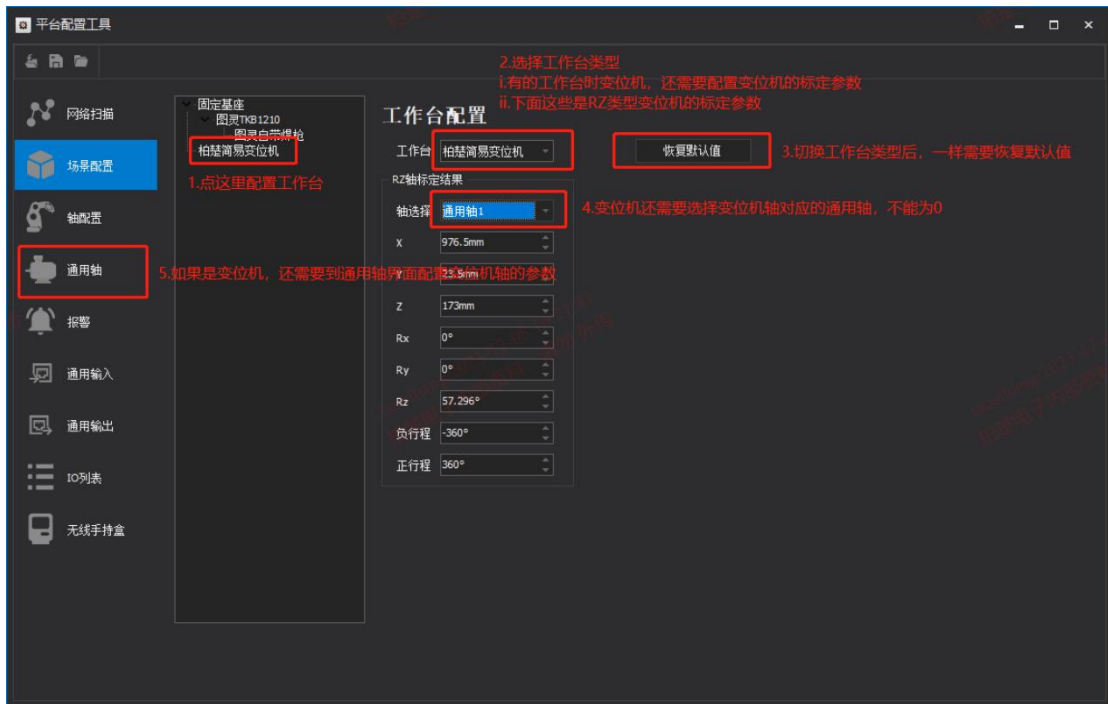 平台配置工具
2.选择工作台类型
i.有的工作台时变位机，还需要配置变位机的标定参数
ii.下面这些是RZ类型变位机的标定参数
网络扫描
场景配置
轴配置
通用轴
报警
通用输入
通用输出
IO列表
无线手持盒
固定基座
图灵TKB1210
图灵自带焊枪
柏楚简易变位机
1.点这里配置工作台
5.如果是变位机，还需要到通用轴界面配置变位机轴的参数
工作台配置
工作台 柏楚简易变位机
恢复默认值
3.切换工作台类型后，一样需要恢复默认值
RZ轴标定结果
轴选择 通用轴1
4.变位机还需要选择变位机轴对应的通用轴，不能为0
X 976.5mm
Y 23.5mm
Z 173mm
Rx 0°
Ry 0°
Rz 57.296°
负行程 -360°
正行程 360°